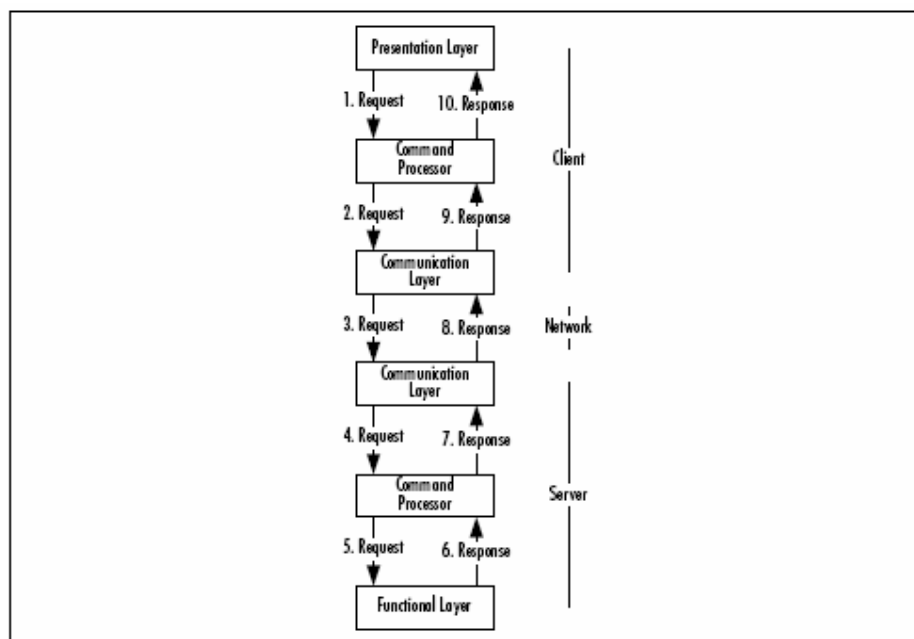 Presentation Layer
1. Request
10. Response
Command
Processor
Client
2. Request
9. Response
Communication
Layer
3. Request
8. Response
Network
Communication
Layer
4. Request
7. Response
Command
Processor
Server
5. Request
6. Response
Functional Layer